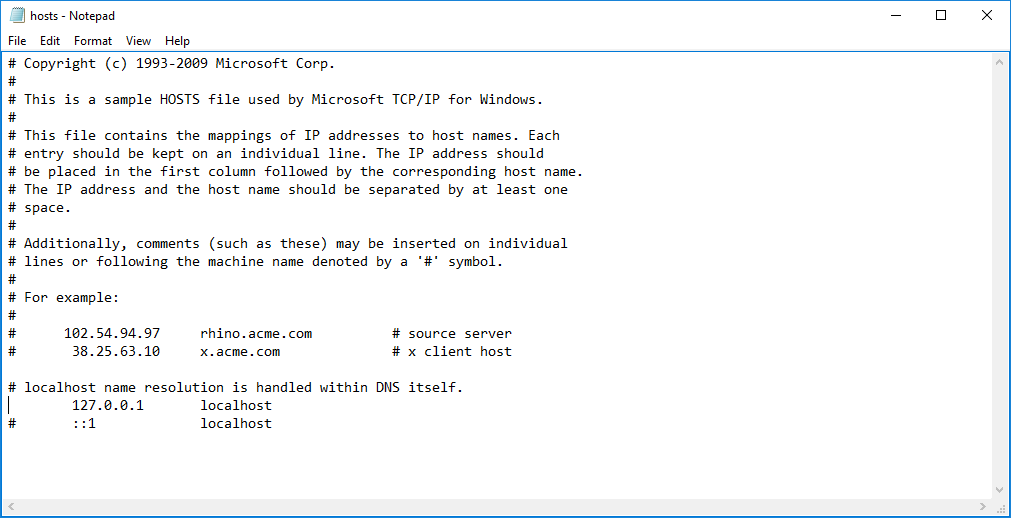 hosts - Notepad
File Edit Format View Help
# Copyright (c) 1993-2009 Microsoft Corp.
#
# This is a sample HOSTS file used by Microsoft TCP/IP for Windows.
#
# This file contains the mappings of IP addresses to host names. Each
# entry should be kept on an individual line. The IP address should
# be placed in the first column followed by the corresponding host name.
# The IP address and the host name should be separated by at least one
# space.
#
# Additionally, comments (such as these) may be inserted on individual
# lines or following the machine name denoted by a '#' symbol.
#
# For example:
#
#      102.54.94.97     rhino.acme.com          # source server
#       38.25.63.10     x.acme.com              # x client host

# localhost name resolution is handled within DNS itself.
        127.0.0.1       localhost
#       ::1             localhost